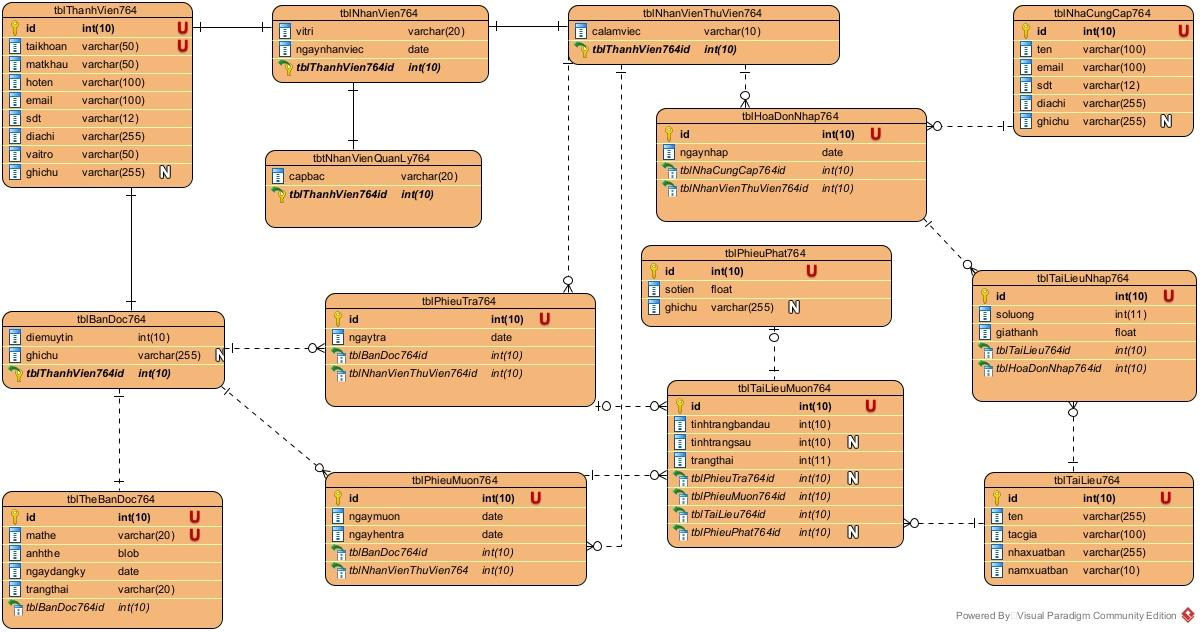 tblThanhVien764
id int(10) U
taikhoan varchar(50) U
matkhau varchar(50)
hoten varchar(100)
email varchar(100)
sdt varchar(12)
diachi varchar(255)
vaitro varchar(50)
ghichu varchar(255) N
tblNhanVien764
vitri varchar(20)
ngaynhanviec date
tblThanhVien764id int(10)
tblNhanVienThuVien764
calamviec varchar(10)
tblThanhVien764id int(10)
tblNhaCungCap764
id int(10) U
ten varchar(100)
email varchar(100)
sdt varchar(12)
diachi varchar(255)
ghichu varchar(255) N
tbtNhanVienQuanLy764
capbac varchar(20)
tblThanhVien764id int(10)
tblHoaDonNhap764
id int(10) U
ngaynhap date
tblNhaCungCap764id int(10)
tblNhanVienThuVien764id int(10)
tblPhieuPhat764
id int(10) U
sotien float
ghichu varchar(255) N
tblTaiLieuNhap764
id int(10) U
soluong int(11)
giathanh float
tblTaiLieu764id int(10)
tblHoaDonNhap764id int(10)
tblBanDoc764
diemuytin int(10)
ghichu varchar(255) N
tblThanhVien764id int(10)
tblPhieuTra764
id int(10) U
ngaytra date
tblBanDoc764id int(10)
tblNhanVienThuVien764id int(10)
tblTaiLieuMuon764
id int(10) U
tinhtrangbandau int(10)
tinhtrangsau int(10) N
trangthai int(11)
tblPhieuTra764id int(10) N
tblPhieuMuon764id int(10)
tblTaiLieu764id int(10)
tblPhieuPhat764id int(10) N
tblTheBanDoc764
id int(10) U
mathe varchar(20) U
anhthe blob
ngaydangky date
trangthai varchar(20)
tblBanDoc764id int(10)
tblPhieuMuon764
id int(10) U
ngaymuon date
ngayhentra date
tblBanDoc764id int(10)
tblNhanVienThuVien764 int(10)
tblTaiLieu764
id int(10) U
ten varchar(255)
tacgia varchar(100)
nhaxuatban varchar(255)
namxuatban varchar(10)
Powered By Visual Paradigm Community Edition